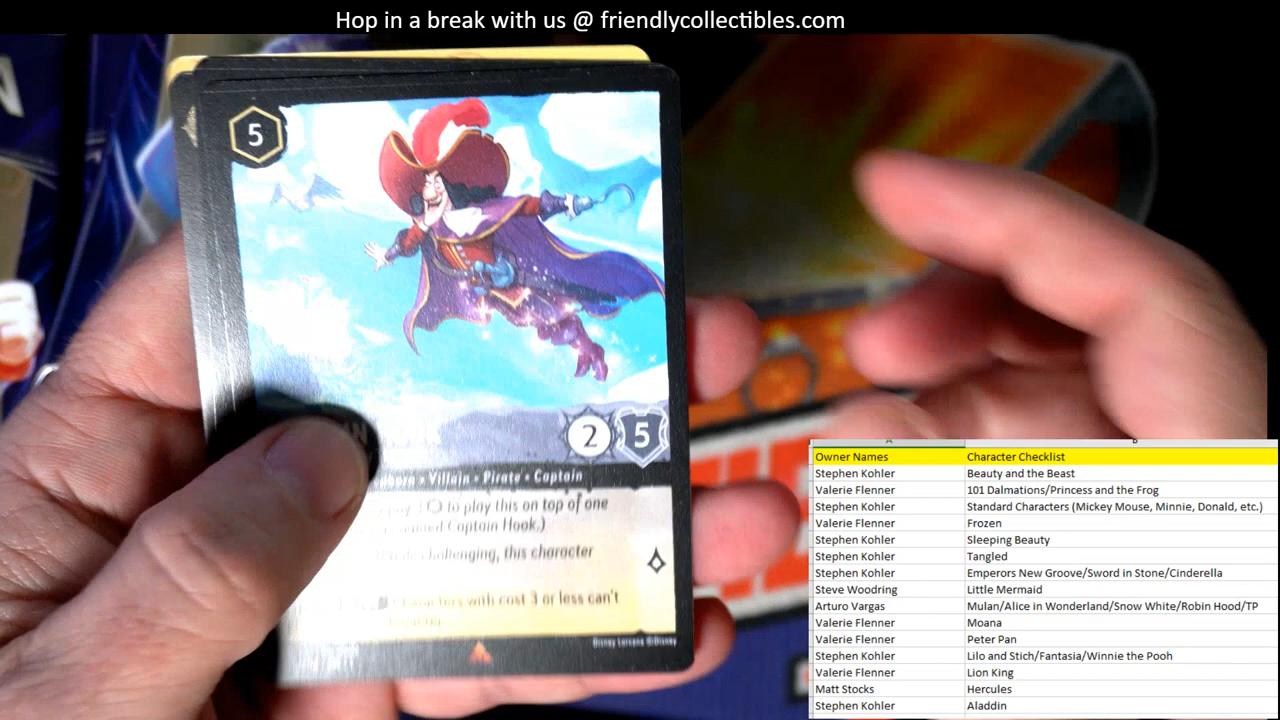 Hop in a break with us @ friendlycollectibles.com
5
2 5
Villain • Pirate • Captain
to play this on top of one
Captain Hook.)
challenging, this character
characters with cost 3 or less can't
Disney Lorcana ©Disney
A B
Owner Names Character Checklist
Stephen Kohler Beauty and the Beast
Valerie Flenner 101 Dalmations/Princess and the Frog
Stephen Kohler Standard Characters (Mickey Mouse, Minnie, Donald, etc.)
Valerie Flenner Frozen
Stephen Kohler Sleeping Beauty
Stephen Kohler Tangled
Stephen Kohler Emperors New Groove/Sword in Stone/Cinderella
Steve Woodring Little Mermaid
Arturo Vargas Mulan/Alice in Wonderland/Snow White/Robin Hood/TP
Valerie Flenner Moana
Valerie Flenner Peter Pan
Stephen Kohler Lilo and Stich/Fantasia/Winnie the Pooh
Valerie Flenner Lion King
Matt Stocks Hercules
Stephen Kohler Aladdin